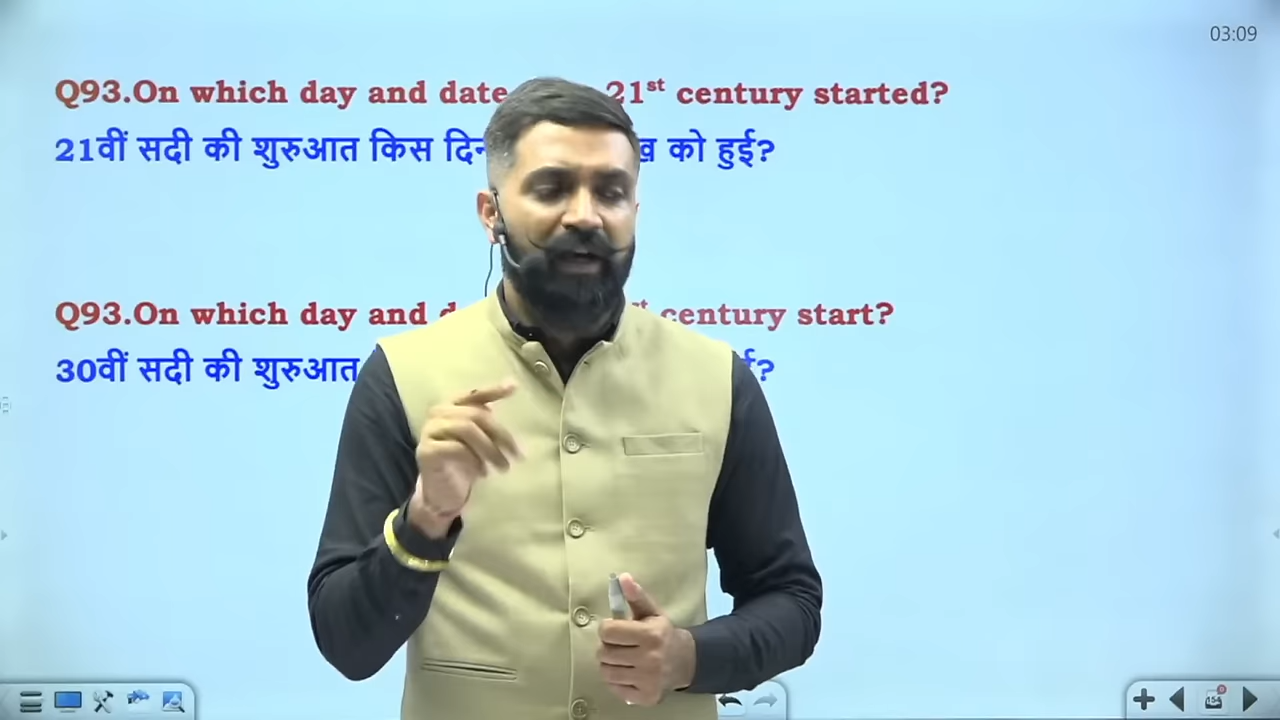 03:09
Q93.On which day and date 21st century started?
21वीं सदी की शुरुआत किस दिन को हुई?
Q93.On which day and century start?
30वीं सदी की शुरुआत